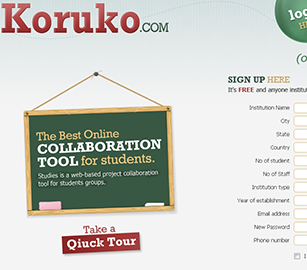 Koruko.COM
log
(o
SIGN UP HERE
It's FREE and anyone institu
Institution Name
City
State
Country
No of student
No of Staff
Institution type
Year of establishment
Email address
New Password
Phone number
The Best Online
COLLABORATION
TOOL for students.
Studies is a web-based project collaboration
tool for students groups.
Take a
Qiuck Tour